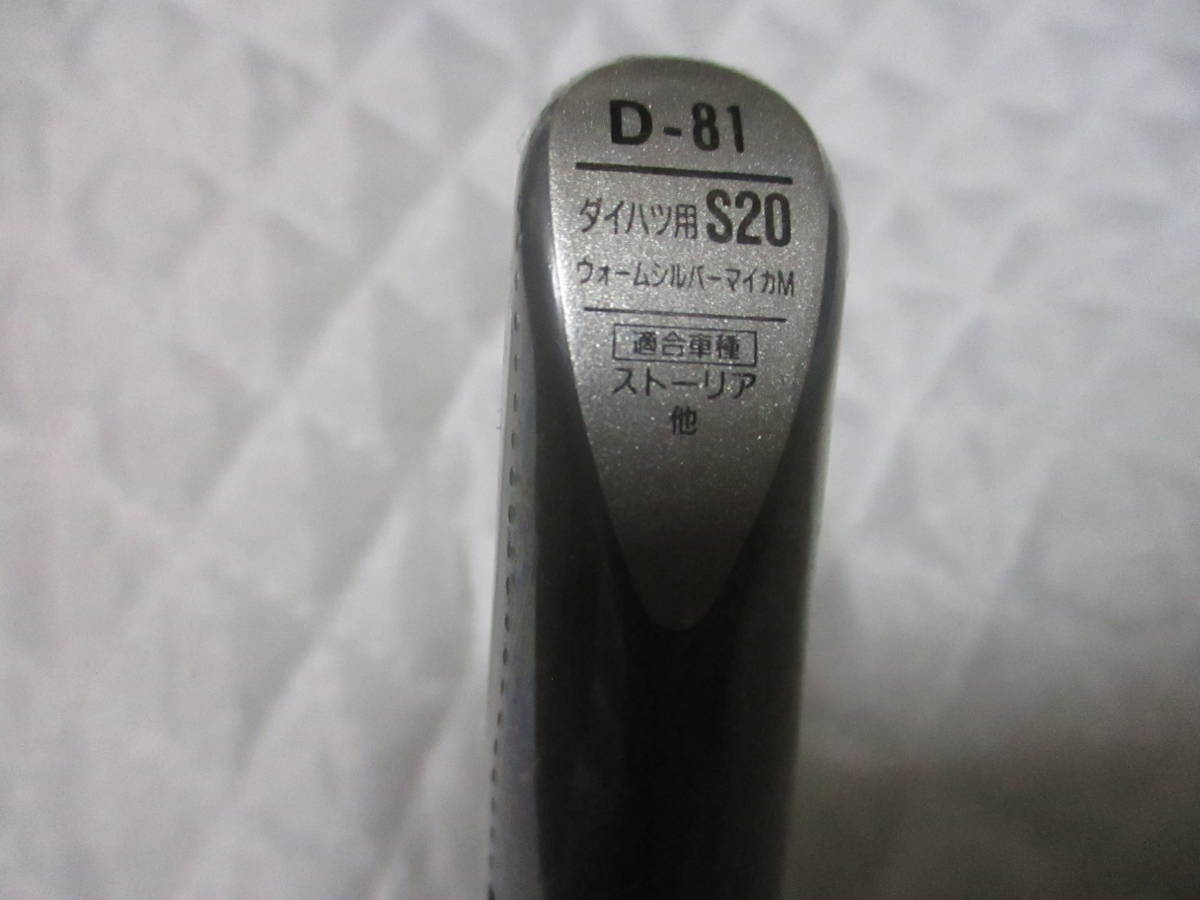 D-81
ダイハツ用 S20
ウォームシルバーマイカM
適合車種
ストーリア
他